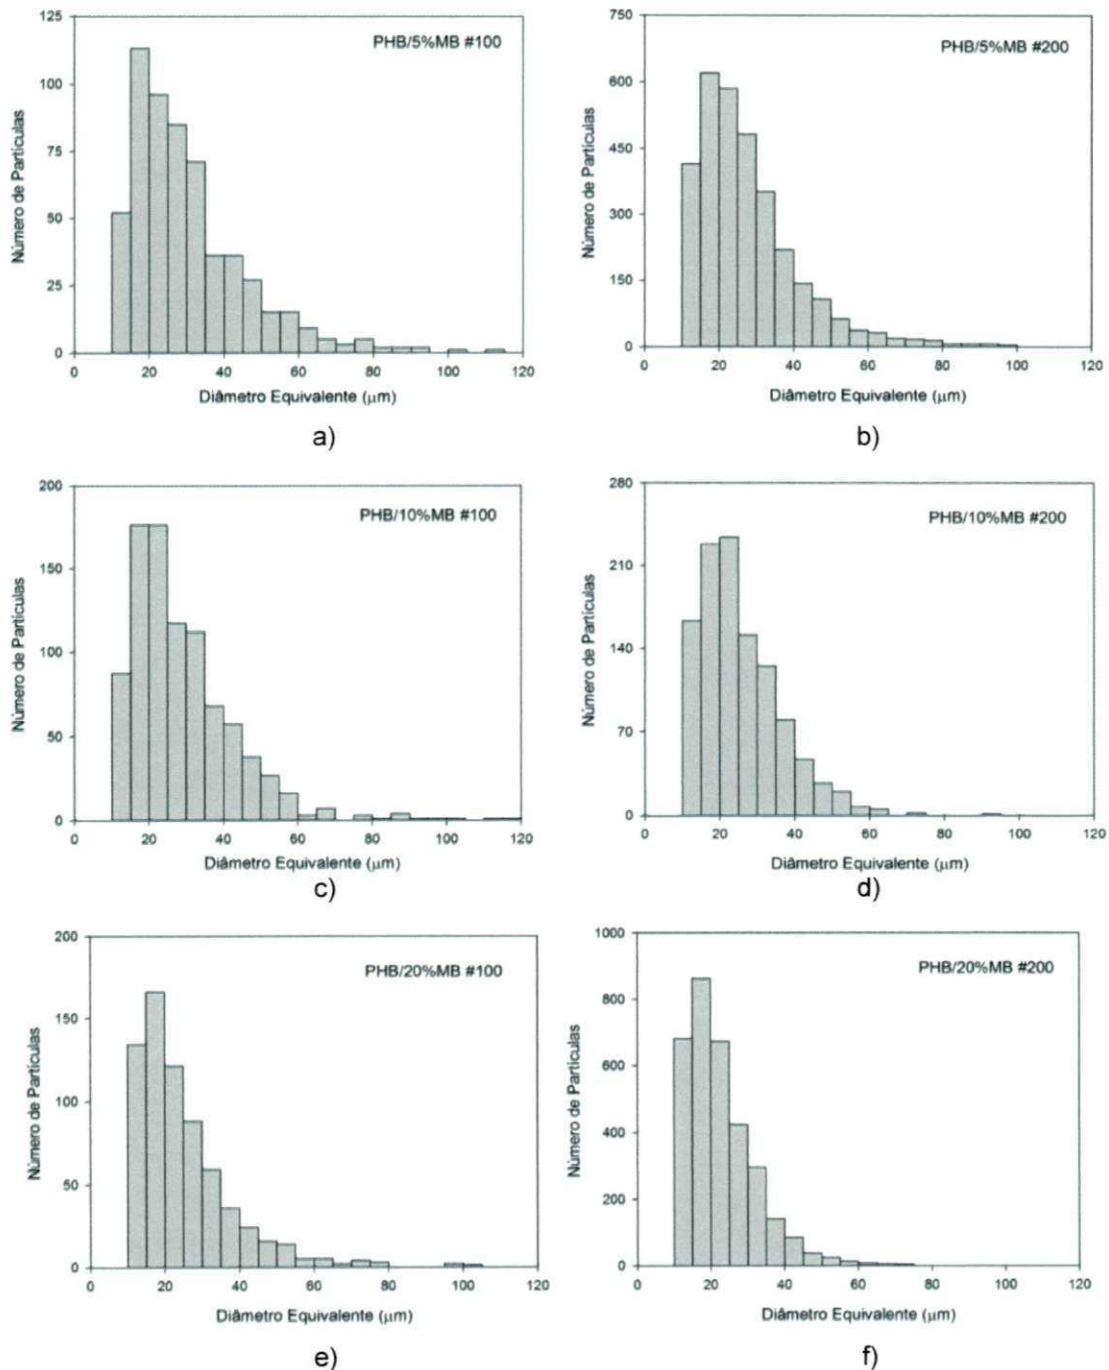 PHB/5%MB #100
Número de Partículas
125
100
75
50
25
0
0 20 40 60 80 100 120
Diâmetro Equivalente (μm)
a)
PHB/5%MB #200
Número de Partículas
750
600
450
300
150
0
0 20 40 60 80 100 120
Diâmetro Equivalente (μm)
b)
PHB/10%MB #100
Número de Partículas
200
150
100
50
0
0 20 40 60 80 100 120
Diâmetro Equivalente (μm)
c)
PHB/10%MB #200
Número de Partículas
280
210
140
70
0
0 20 40 60 80 100 120
Diâmetro Equivalente (μm)
d)
PHB/20%MB #100
Número de Partículas
200
150
100
50
0
0 20 40 60 80 100 120
Diâmetro Equivalente (μm)
e)
PHB/20%MB #200
Número de Partículas
1000
800
600
400
200
0
0 20 40 60 80 100 120
Diâmetro Equivalente (μm)
f)